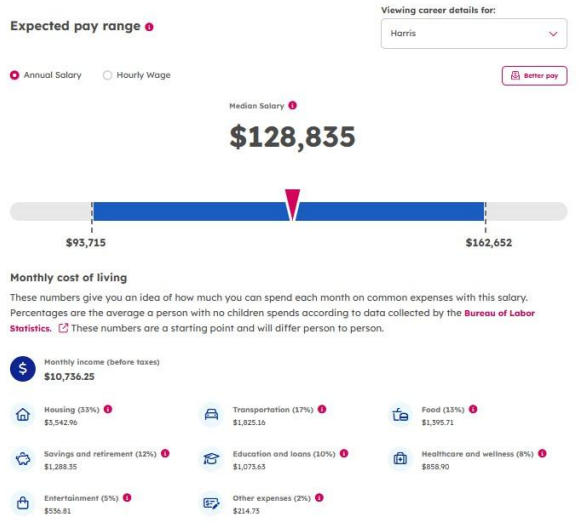 Viewing career details for:
Expected pay range
Harris
Annual Salary
Hourly Wage
Better pay
Median Salary
$128,835
$93,715
$162,652
Monthly cost of living
These numbers give you an idea of how much you can spend each month on common expenses with this salary.
Percentages are the average a person with no children spends according to data collected by the Bureau of Labor
Statistics. These numbers are a starting point and will differ person to person.
Monthly income (before taxes)
$10,736.25
Housing (33%)
$3,542.96
Transportation (17%)
$1,825.16
Food (13%)
$1,395.71
Savings and retirement (12%)
$1,288.35
Education and loans (10%)
$1,073.63
Healthcare and wellness (8%)
$858.90
Entertainment (5%)
$536.81
Other expenses (2%)
$214.73